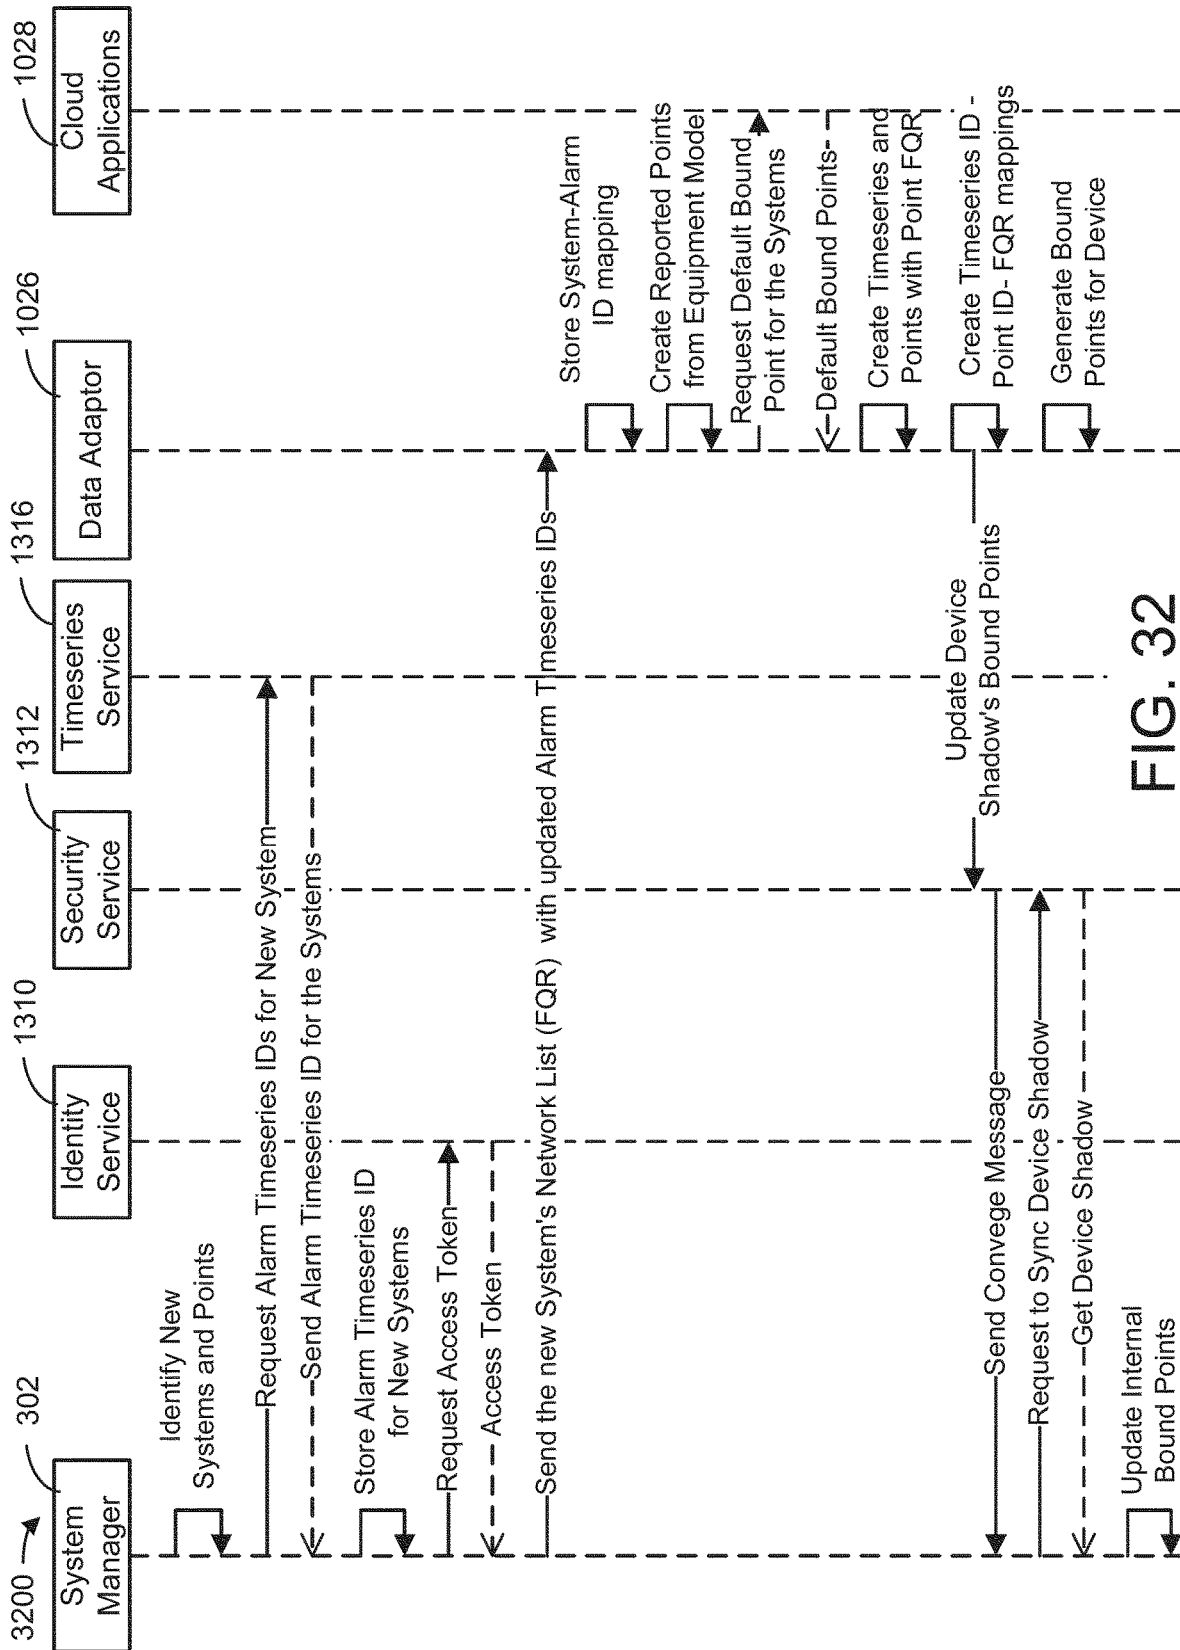 3200
302
System
Manager
1310
Identity
Service
1312
Security
Service
1316
Timeseries
Service
1026
Data Adaptor
1028
Cloud
Applications
Identify New
Systems and Points
Request Alarm Timeseries IDs for New System
Send Alarm Timeseries ID for the Systems
Store Alarm Timeseries ID
for New Systems
Request Access Token
Access Token
Send the new System's Network List (FQR) with updated Alarm Timeseries IDs
Store System-Alarm
ID mapping
Create Reported Points
from Equipment Model
Request Default Bound
Point for the Systems
Default Bound Points
Create Timeseries and
Points with Point FQR
Create Timeseries ID -
Point ID- FQR mappings
Update Device
Shadow's Bound Points
Send Convege Message
Generate Bound
Points for Device
Request to Sync Device Shadow
Get Device Shadow
Update Internal
Bound Points
FIG. 32